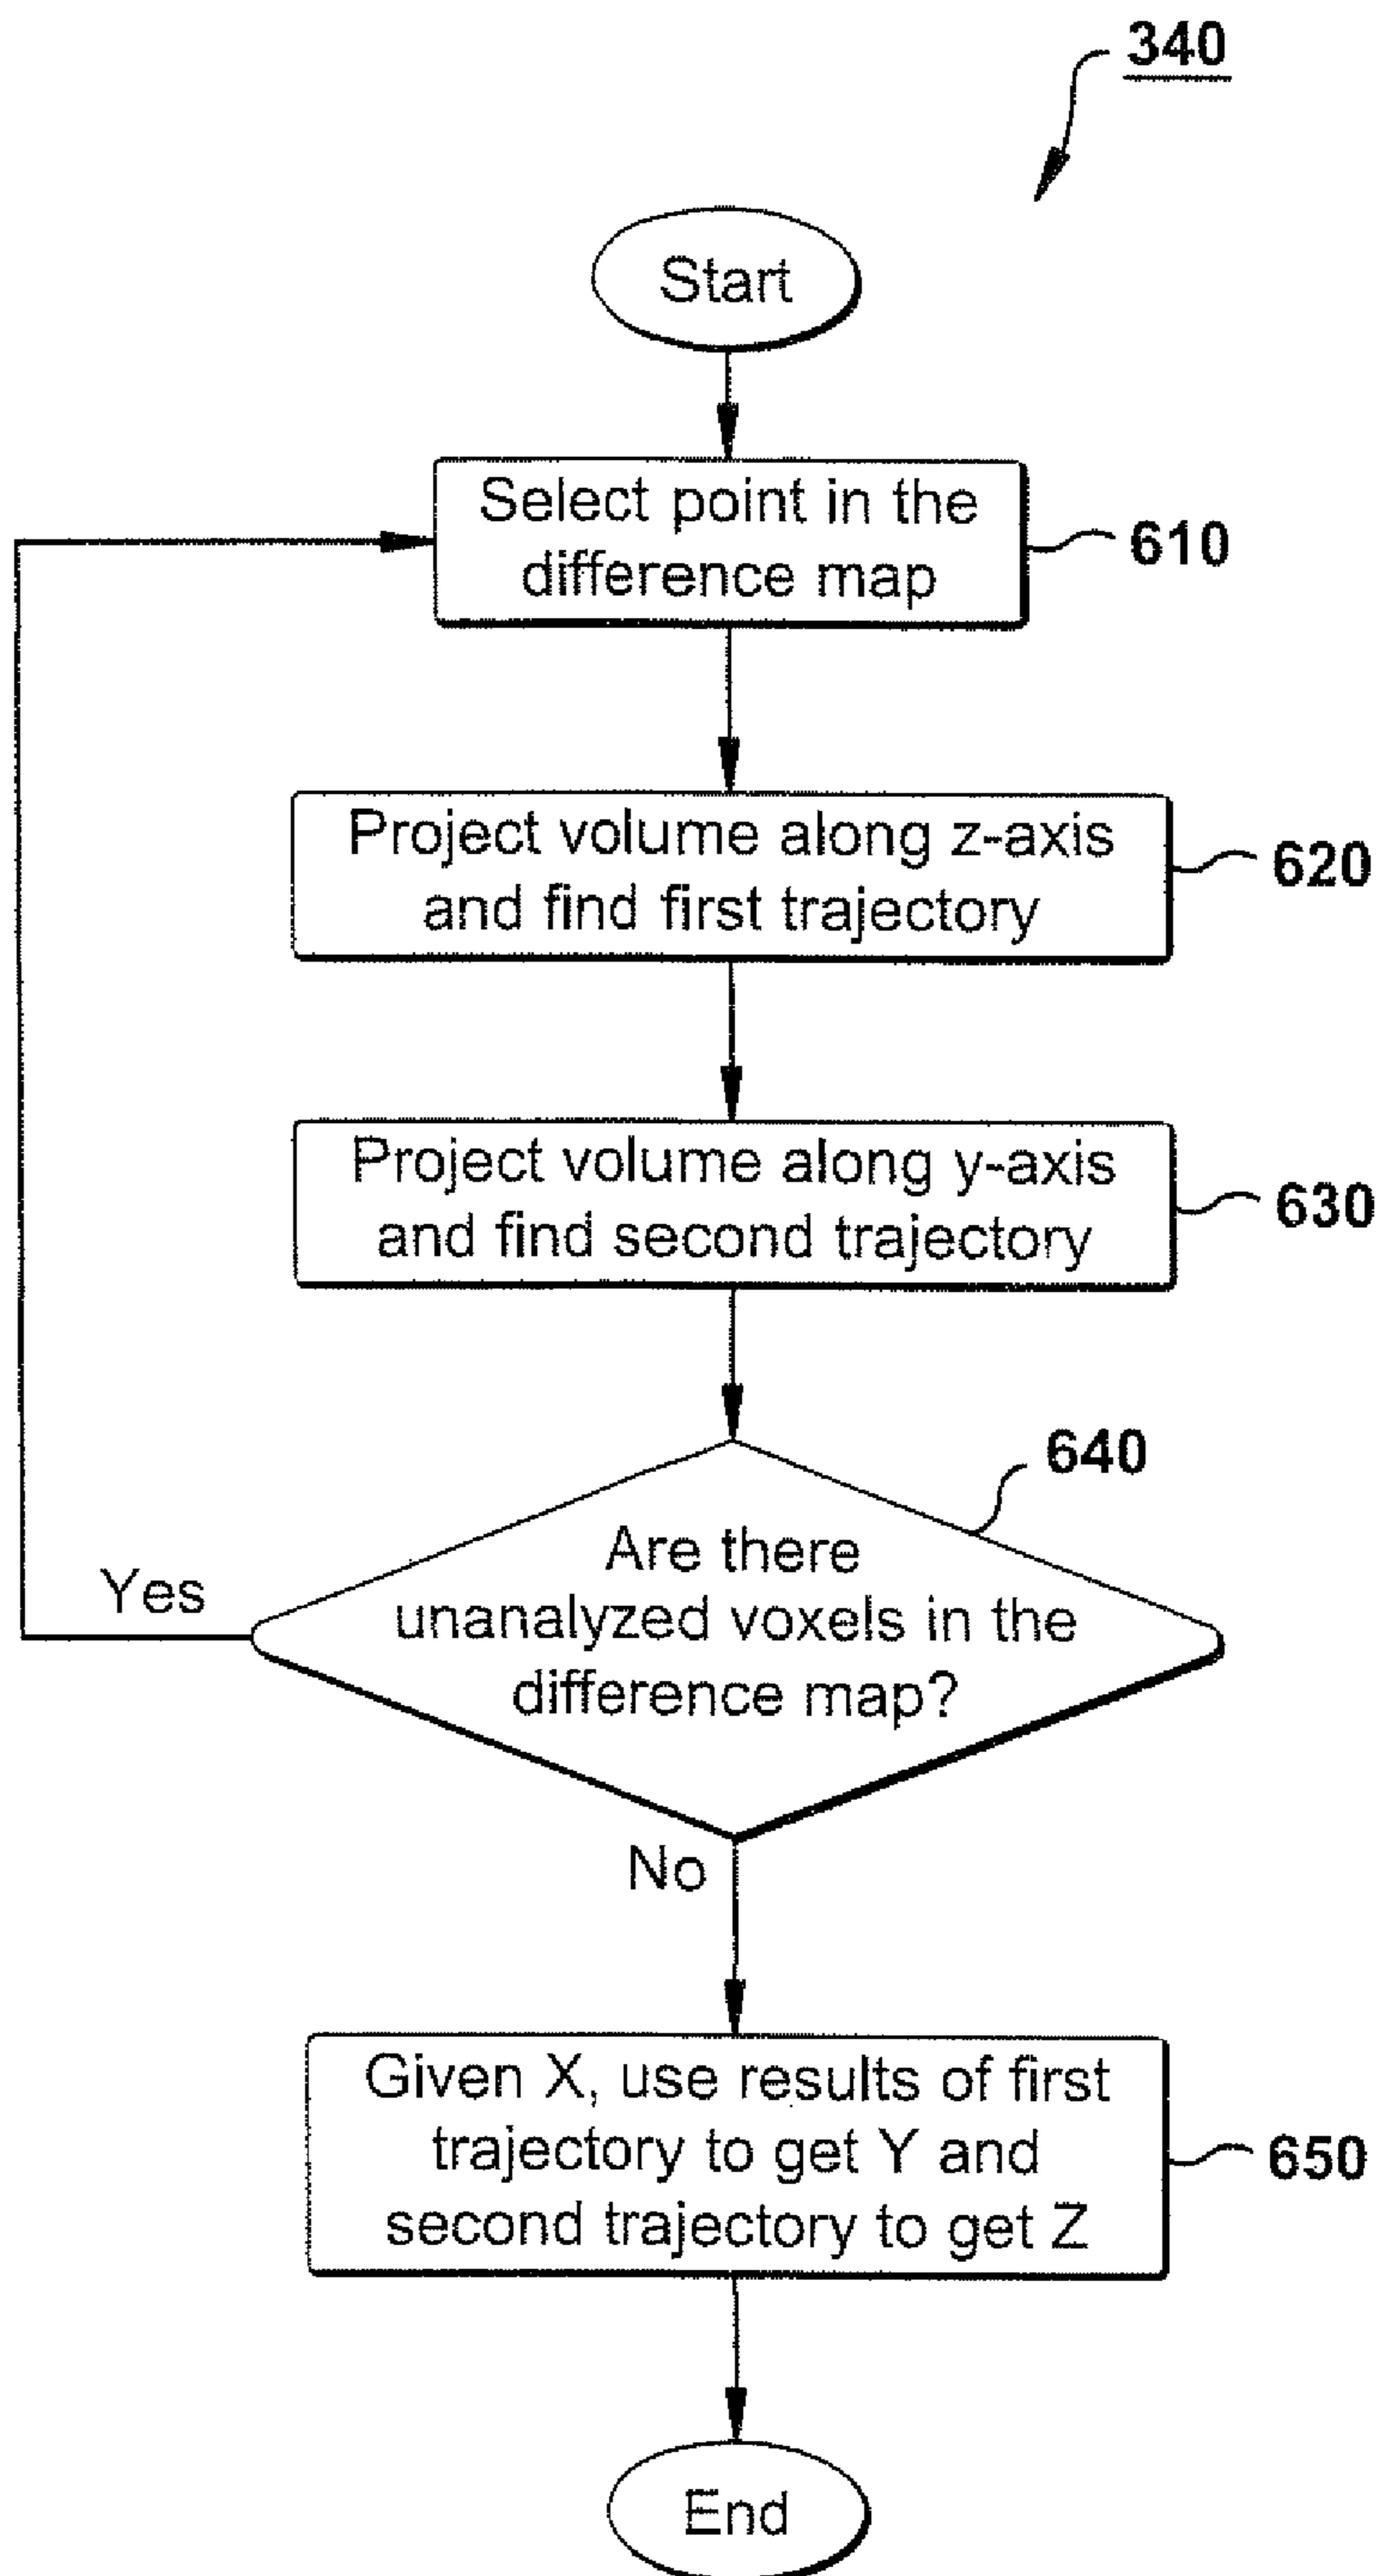 340
Start
Select point in the
difference map
610
Project volume along z-axis
and find first trajectory
620
Project volume along y-axis
and find second trajectory
630
640
Are there
unanalyzed voxels in the
difference map?
Yes
No
Given X, use results of first
trajectory to get Y and
second trajectory to get Z
650
End